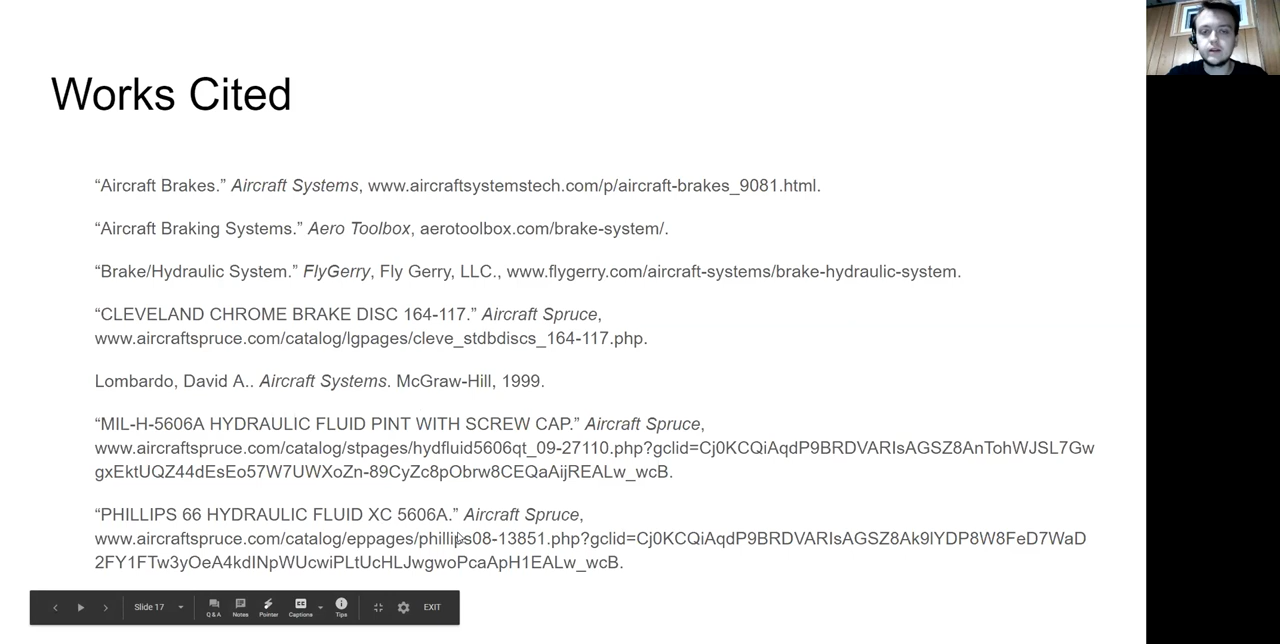 Works Cited
“Aircraft Brakes.” Aircraft Systems, www.aircraftsystemstech.com/p/aircraft-brakes_9081.html.
“Aircraft Braking Systems.” Aero Toolbox, aerotoolbox.com/brake-system/.
“Brake/Hydraulic System.” FlyGerry, Fly Gerry, LLC., www.flygerry.com/aircraft-systems/brake-hydraulic-system.
“CLEVELAND CHROME BRAKE DISC 164-117.” Aircraft Spruce,
www.aircraftspruce.com/catalog/lgpages/cleve_stdbdiscs_164-117.php.
Lombardo, David A.. Aircraft Systems. McGraw-Hill, 1999.
“MIL-H-5606A HYDRAULIC FLUID PINT WITH SCREW CAP.” Aircraft Spruce,
www.aircraftspruce.com/catalog/stpages/hydfluid5606qt_09-27110.php?gclid=Cj0KCQiAqdP9BRDVARIsAGSZ8AnTohWJSL7Gw
gxEktUQZ44dEsEo57W7UWXoZn-89CyZc8pObrw8CEQaAijREALw_wcB.
“PHILLIPS 66 HYDRAULIC FLUID XC 5606A.” Aircraft Spruce,
www.aircraftspruce.com/catalog/eppages/phillips08-13851.php?gclid=Cj0KCQiAqdP9BRDVARIsAGSZ8Ak9lYDP8W8FeD7WaD
2FY1FTw3yOeA4kdINpWUcwiPLtUcHLJwgwoPcaApH1EALw_wcB.
Slide 17 Q & A Notes Pointer Captions Tips EXIT